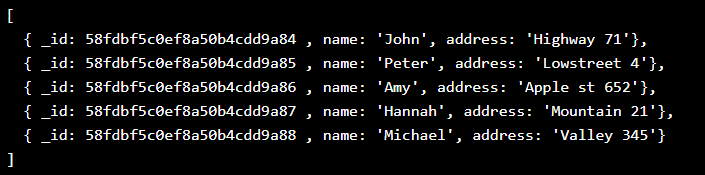 [
  { _id: 58fdbf5c0ef8a50b4cdd9a84 , name: 'John', address: 'Highway 71'},
  { _id: 58fdbf5c0ef8a50b4cdd9a85 , name: 'Peter', address: 'Lowstreet 4'},
  { _id: 58fdbf5c0ef8a50b4cdd9a86 , name: 'Amy', address: 'Apple st 652'},
  { _id: 58fdbf5c0ef8a50b4cdd9a87 , name: 'Hannah', address: 'Mountain 21'},
  { _id: 58fdbf5c0ef8a50b4cdd9a88 , name: 'Michael', address: 'Valley 345'}
]